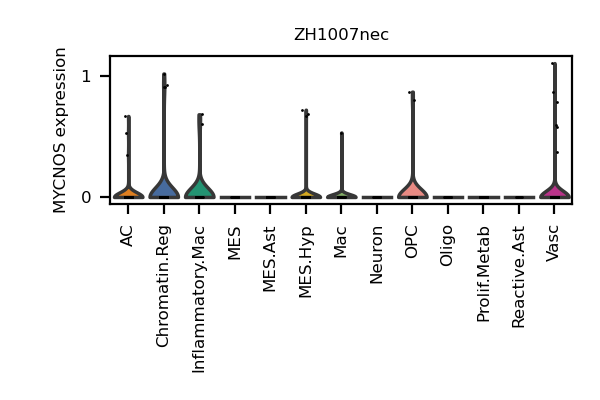 ZH1007nec
MYCNOS expression
1
0
AC
Chromatin.Reg
Inflammatory.Mac
MES
MES.Ast
MES.Hyp
Mac
Neuron
OPC
Oligo
Prolif.Metab
Reactive.Ast
Vasc